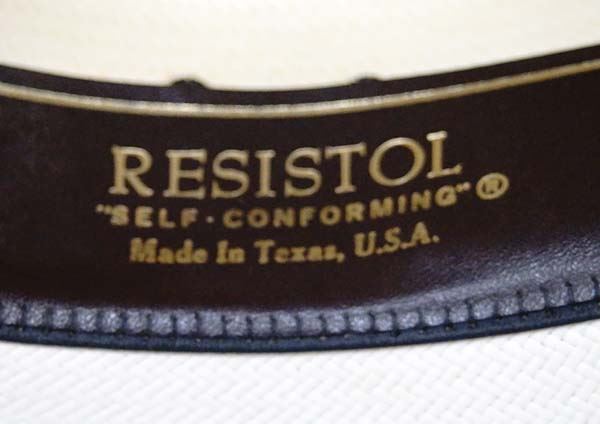 RESISTOL
"SELF-CONFORMING"®
Made in Texas, U.S.A.